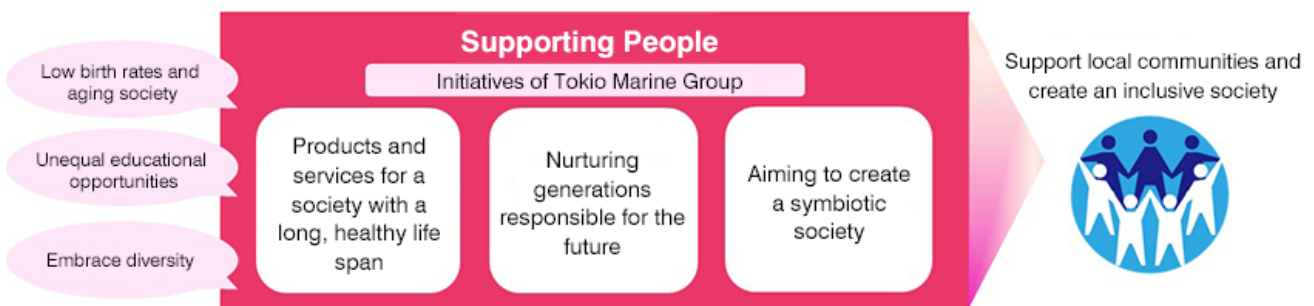 Supporting People
Initiatives of Tokio Marine Group
Low birth rates and
aging society
Unequal educational
opportunities
Embrace diversity
Products and
services for a
society with a
long, healthy life
span
Nurturing
generations
responsible for the
future
Aiming to create
a symbiotic
society
Support local communities and
create an inclusive society